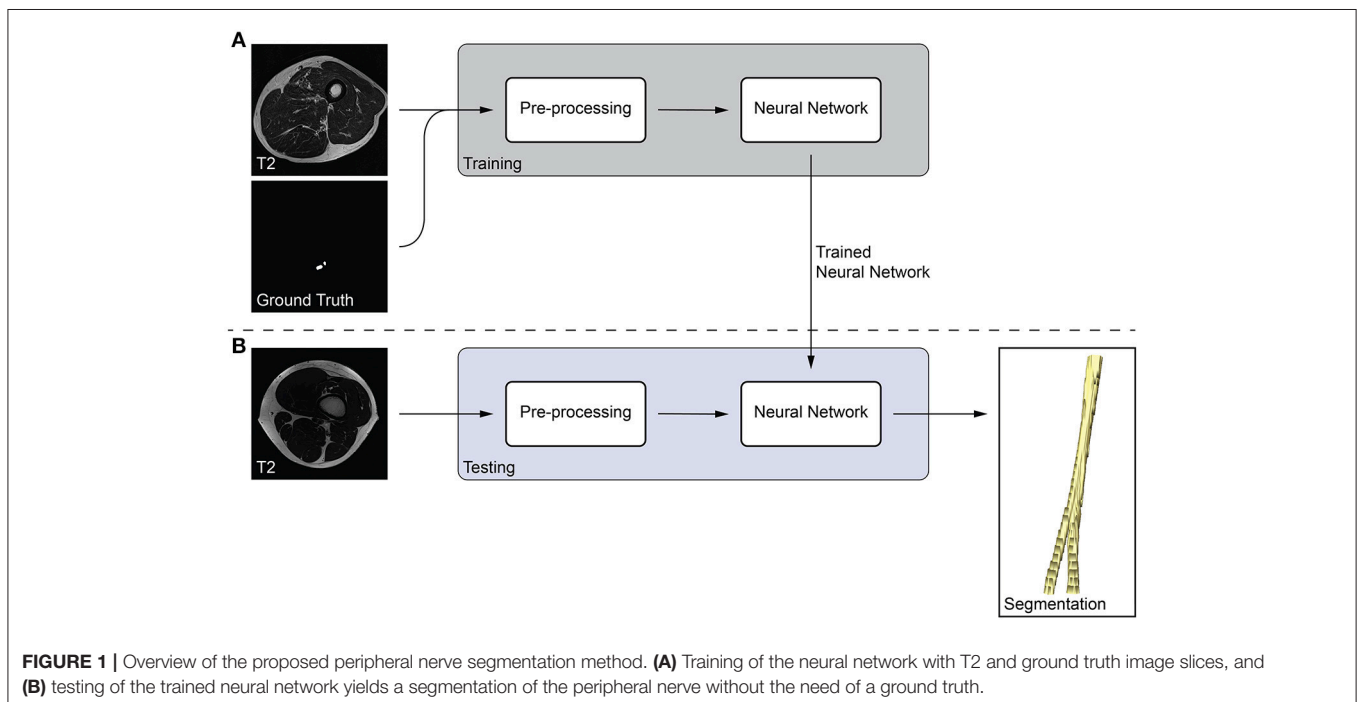 A
T2
Pre-processing
Neural Network
Training
Ground Truth
Trained
Neural Network
B
T2
Pre-processing
Neural Network
Testing
Segmentation
FIGURE 1 | Overview of the proposed peripheral nerve segmentation method. (A) Training of the neural network with T2 and ground truth image slices, and
(B) testing of the trained neural network yields a segmentation of the peripheral nerve without the need of a ground truth.